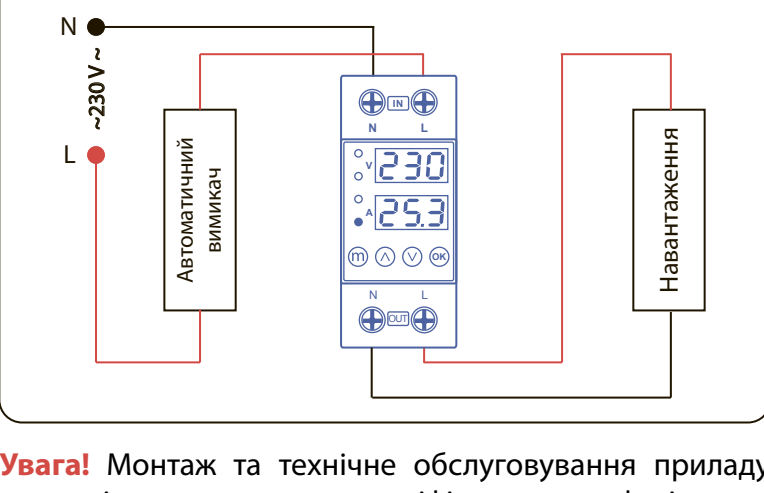 N
~230 V ~
L
Автоматичний
вимикач
IN
N L
V 230
A 25.3
m OK
N L
OUT
Навантаження
Увага! Монтаж та технічне обслуговування приладу